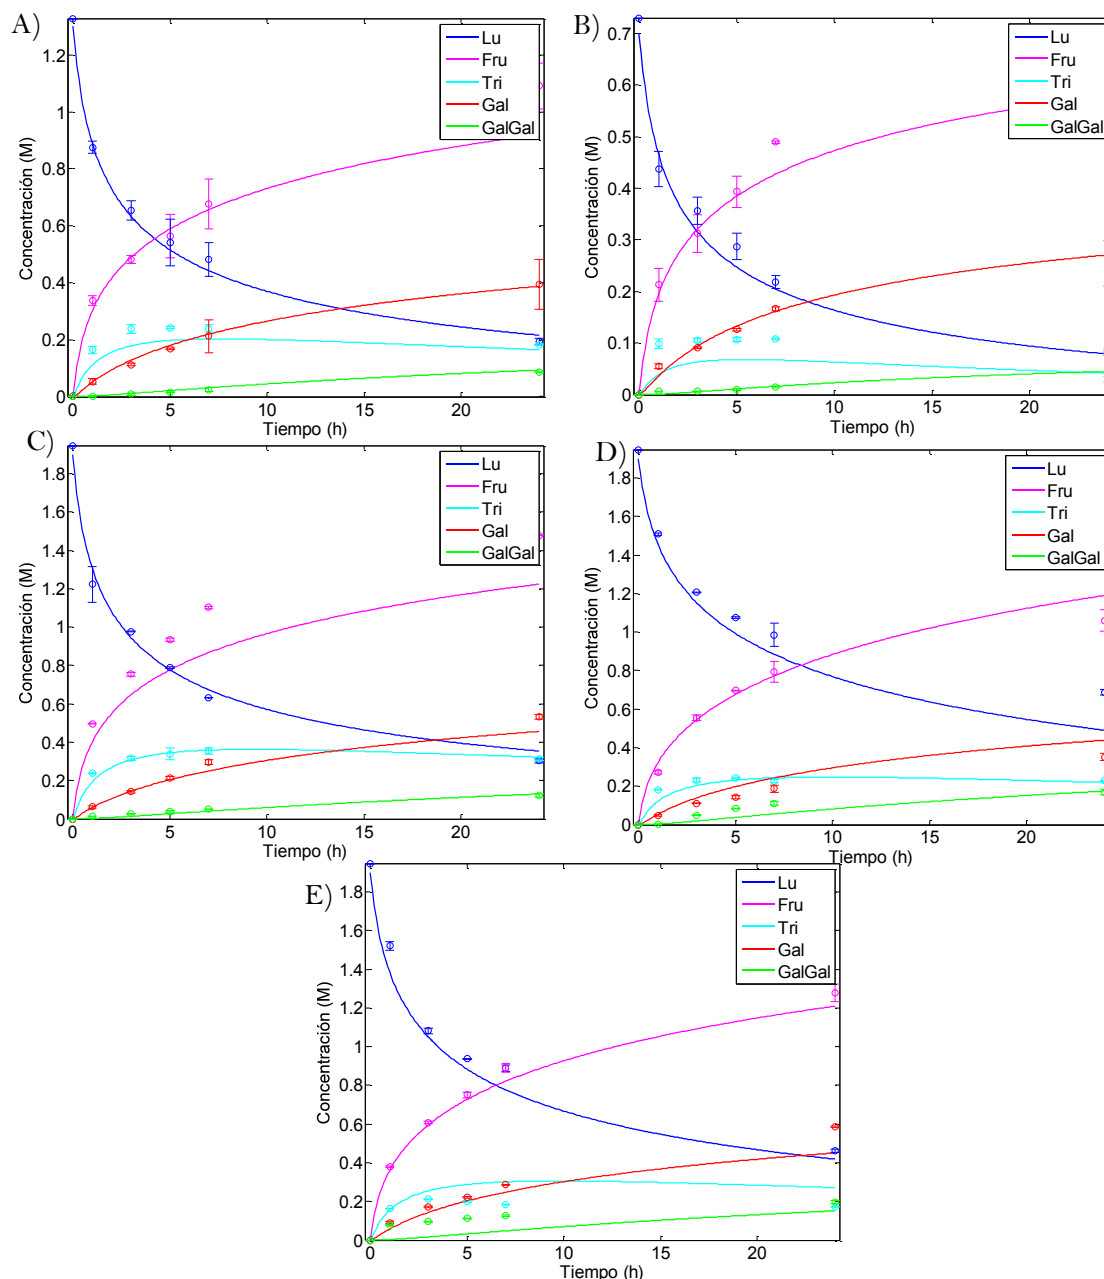 A)
Concentración (M)
1.2
1
0.8
0.6
0.4
0.2
0
0
5
10
15
20
Tiempo (h)
Lu
Fru
Tri
Gal
GalGal
B)
Concentración (M)
0.7
0.6
0.5
0.4
0.3
0.2
0.1
0
0
5
10
15
20
Tiempo (h)
Lu
Fru
Tri
Gal
GalGal
C)
Concentración (M)
1.8
1.6
1.4
1.2
1
0.8
0.6
0.4
0.2
0
0
5
10
15
20
Tiempo (h)
Lu
Fru
Tri
Gal
GalGal
D)
Concentración (M)
1.8
1.6
1.4
1.2
1
0.8
0.6
0.4
0.2
0
0
5
10
15
20
Tiempo (h)
Lu
Fru
Tri
Gal
GalGal
E)
Concentración (M)
1.8
1.6
1.4
1.2
1
0.8
0.6
0.4
0.2
0
0
5
10
15
20
Tiempo (h)
Lu
Fru
Tri
Gal
GalGal